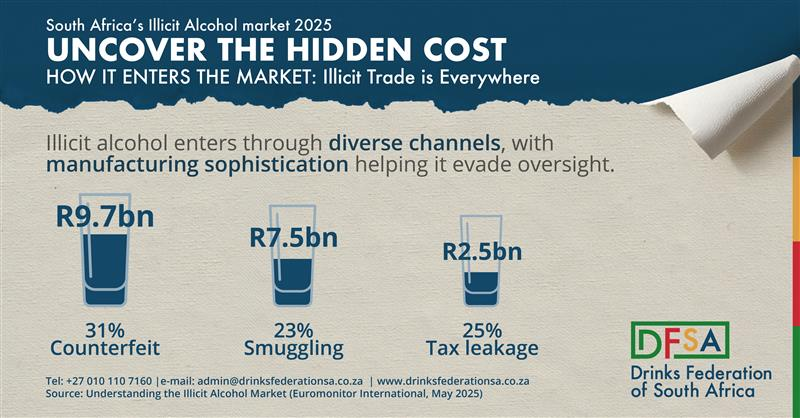 South Africa's Illicit Alcohol market 2025
UNCOVER THE HIDDEN COST
HOW IT ENTERS THE MARKET: Illicit Trade is Everywhere
Illicit alcohol enters through diverse channels, with
manufacturing sophistication helping it evade oversight.
R9.7bn
31%
Counterfeit
R7.5bn
23%
Smuggling
R2.5bn
25%
Tax leakage
Tel: +27 010 110 7160 |e-mail: admin@drinksfederationsa.co.za | www.drinksfederationsa.co.za
Source: Understanding the Illicit Alcohol Market (Euromonitor International, May 2025)
DFSA
Drinks Federation
of South Africa